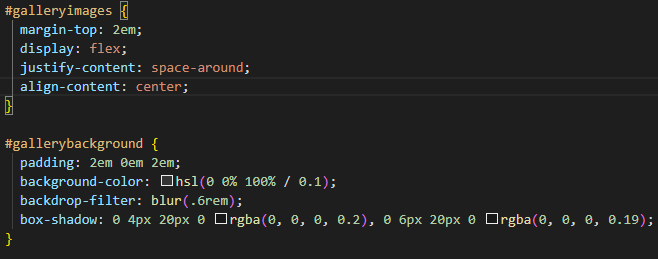 #galleryimages {
margin-top: 2em;
display: flex;
justify-content: space-around;
align-content: center;
}
#gallerybackground {
padding: 2em 0em 2em;
background-color: hsl(0 0% 100% / 0.1);
backdrop-filter: blur(.6rem);
box-shadow: 0 4px 20px 0 rgba(0, 0, 0, 0.2), 0 6px 20px 0 rgba(0, 0, 0, 0.19);
}